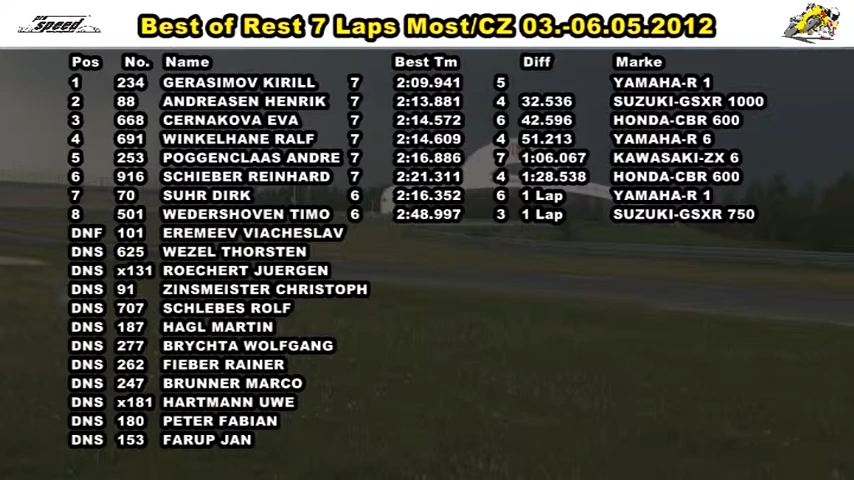 pro speed
Best of Rest 7 Laps Most/CZ 03.-06.05.2012
Pos No. Name Best Tm Diff Marke
1 234 GERASIMOV KIRILL 7 2:09.941 5 YAMAHA-R 1
2 88 ANDREASEN HENRIK 7 2:13.881 4 32.536 SUZUKI-GSXR 1000
3 668 CERNAKOVA EVA 7 2:14.572 6 42.596 HONDA-CBR 600
4 691 WINKELHANE RALF 7 2:14.609 4 51.213 YAMAHA-R 6
5 253 POGGENCLAAS ANDRE 7 2:16.886 7 1:06.067 KAWASAKI-ZX 6
6 916 SCHIEBER REINHARD 7 2:21.311 4 1:28.538 HONDA-CBR 600
7 70 SUHR DIRK 6 2:16.352 6 1 Lap YAMAHA-R 1
8 501 WEDERSHOVEN TIMO 6 2:48.997 3 1 Lap SUZUKI-GSXR 750
DNF 101 EREMEEV VIACHESLAV
DNS 625 WEZEL THORSTEN
DNS x131 ROECHERT JUERGEN
DNS 91 ZINSMEISTER CHRISTOPH
DNS 707 SCHLEBES ROLF
DNS 187 HAGL MARTIN
DNS 277 BRYCHTA WOLFGANG
DNS 262 FIEBER RAINER
DNS 247 BRUNNER MARCO
DNS x181 HARTMANN UWE
DNS 180 PETER FABIAN
DNS 153 FARUP JAN